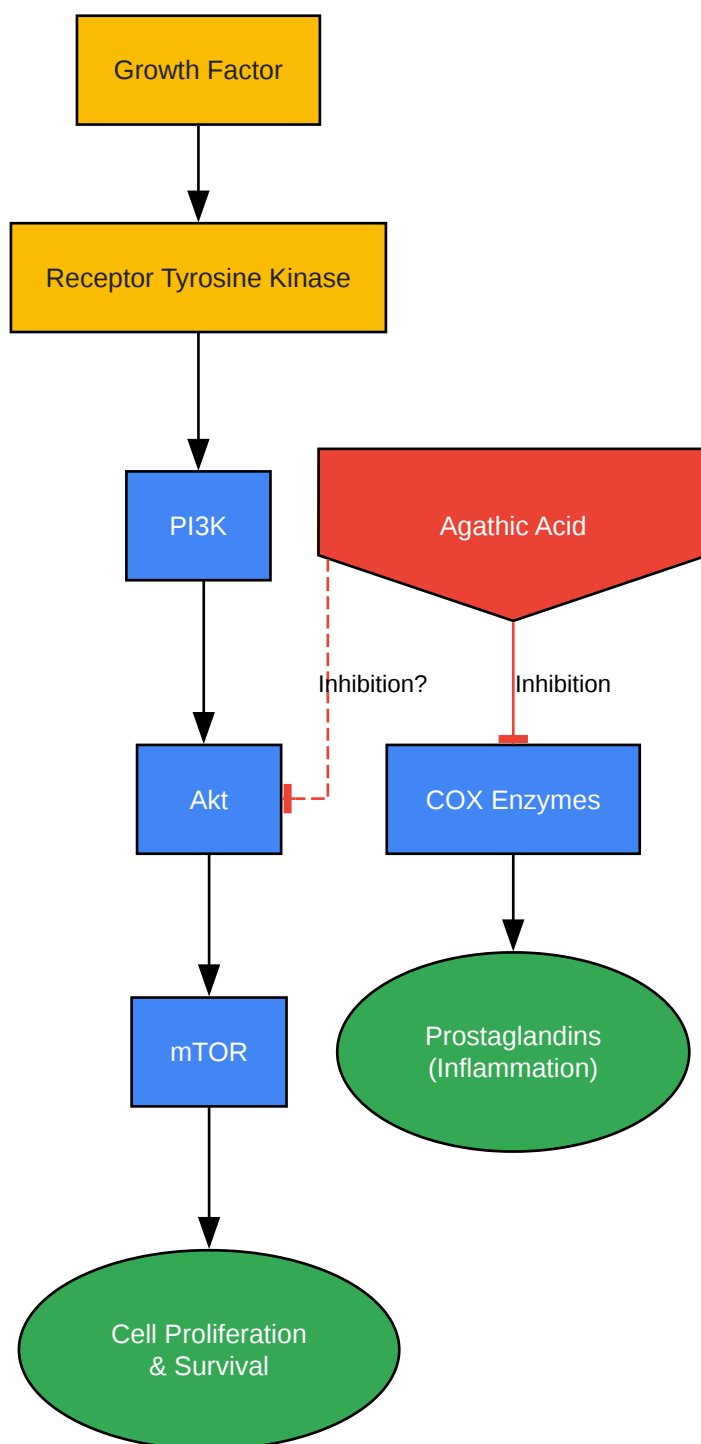 Growth Factor
Receptor Tyrosine Kinase
PI3K
Agathic Acid
Inhibition?
Inhibition
Akt
COX Enzymes
mTOR
Prostaglandins
(Inflammation)
Cell Proliferation
& Survival